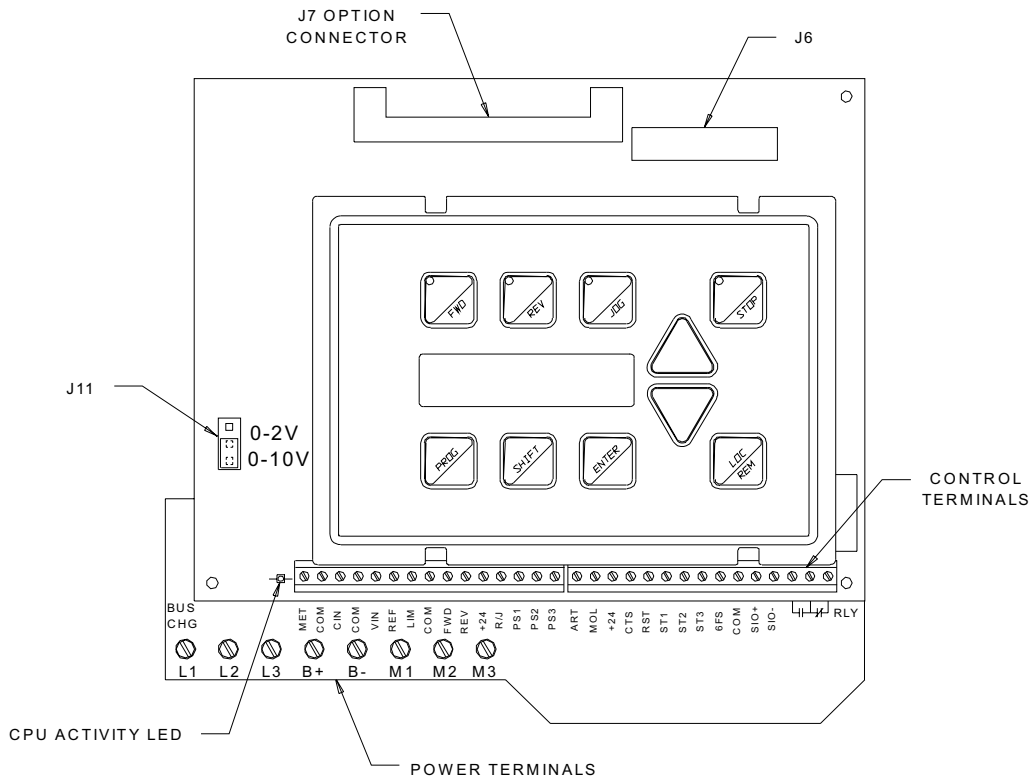 J7 OPTION
CONNECTOR
J6
FWD
REV
JOG
STOP
J11
0-2V
0-10V
PROG
SHIFT
ENTER
LOC
REM
CONTROL
TERMINALS
BUS
CHG
MET
COM
CIN
COM
VIN
REF
LIM
COM
FWD
REV
+24
R/J
PS1
PS2
PS3
ART
MOL
+24
CTS
RST
ST1
ST2
ST3
6FS
COM
SIO+
SIO-
RLY
L1 L2 L3 B+ B- M1 M2 M3
CPU ACTIVITY LED
POWER TERMINALS